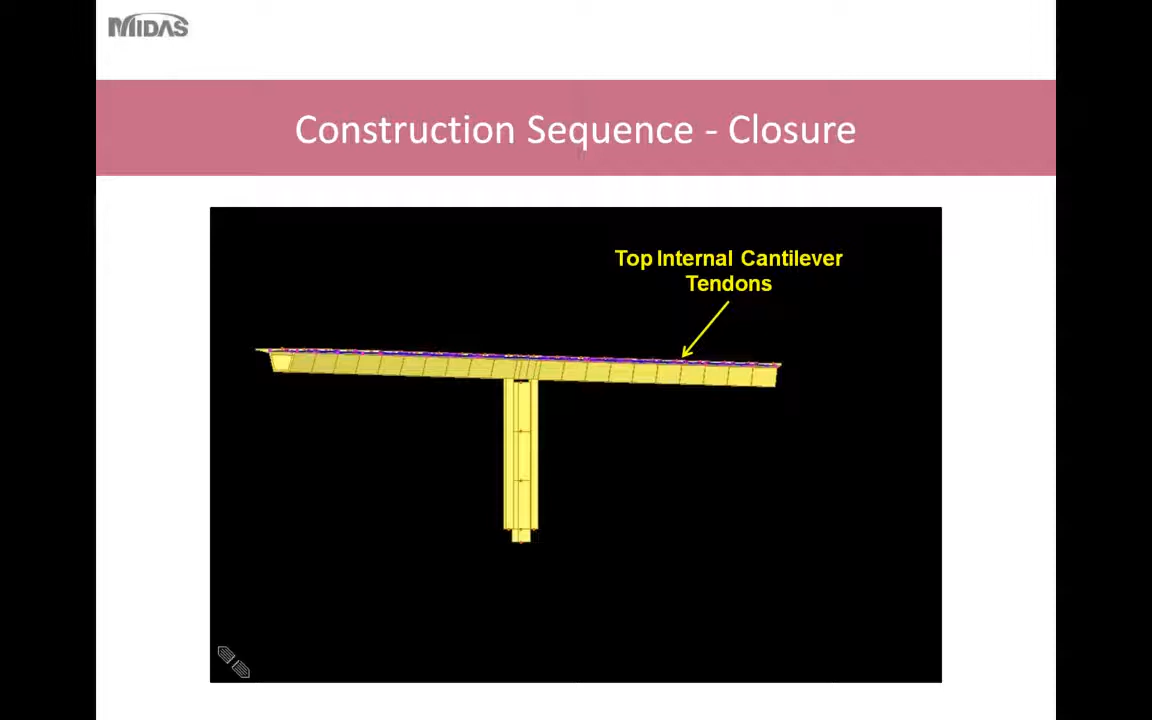 MIDAS
Construction Sequence - Closure
Top Internal Cantilever
Tendons